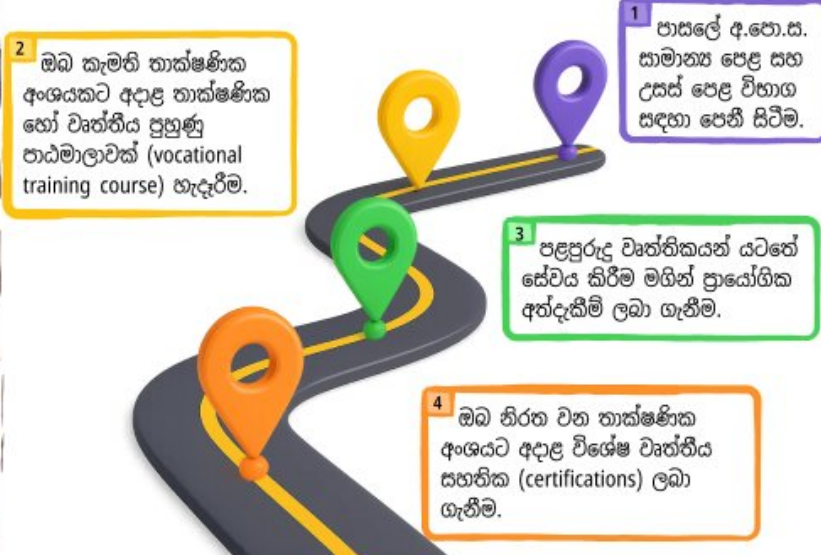 1
පාසලේ අ.පො.ස.
සාමාන්‍ය පෙළ සහ
උසස් පෙළ විභාග
සඳහා පෙනී සිටීම.
2
ඔබ කැමති තාක්ෂණික
අංශයකට අදාළ තාක්ෂණික
හෝ වෘත්තීය පුහුණු
පාඨමාලාවක් (vocational
training course) හැදෑරීම.
3
පළපුරුදු වෘත්තිකයන් යටතේ
සේවය කිරීම මගින් ප්‍රායෝගික
අත්දැකීම් ලබා ගැනීම.
4
ඔබ නිරත වන තාක්ෂණික
අංශයට අදාළ විශේෂ වෘත්තීය
සහතික (certifications) ලබා
ගැනීම.